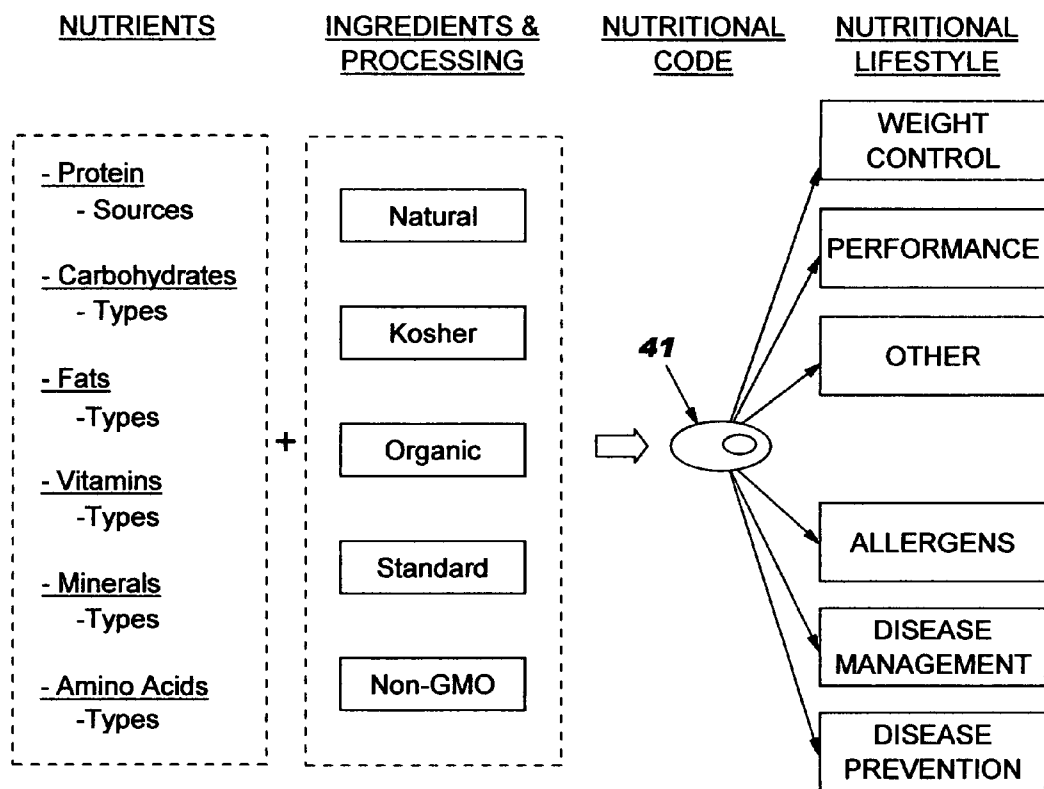 NUTRIENTS
- Protein
- Sources
- Carbohydrates
- Types
- Fats
-Types
- Vitamins
-Types
- Minerals
-Types
- Amino Acids
-Types
+
INGREDIENTS &
PROCESSING
Natural
Kosher
Organic
Standard
Non-GMO
NUTRITIONAL
CODE
41
NUTRITIONAL
LIFESTYLE
WEIGHT
CONTROL
PERFORMANCE
OTHER
ALLERGENS
DISEASE
MANAGEMENT
DISEASE
PREVENTION